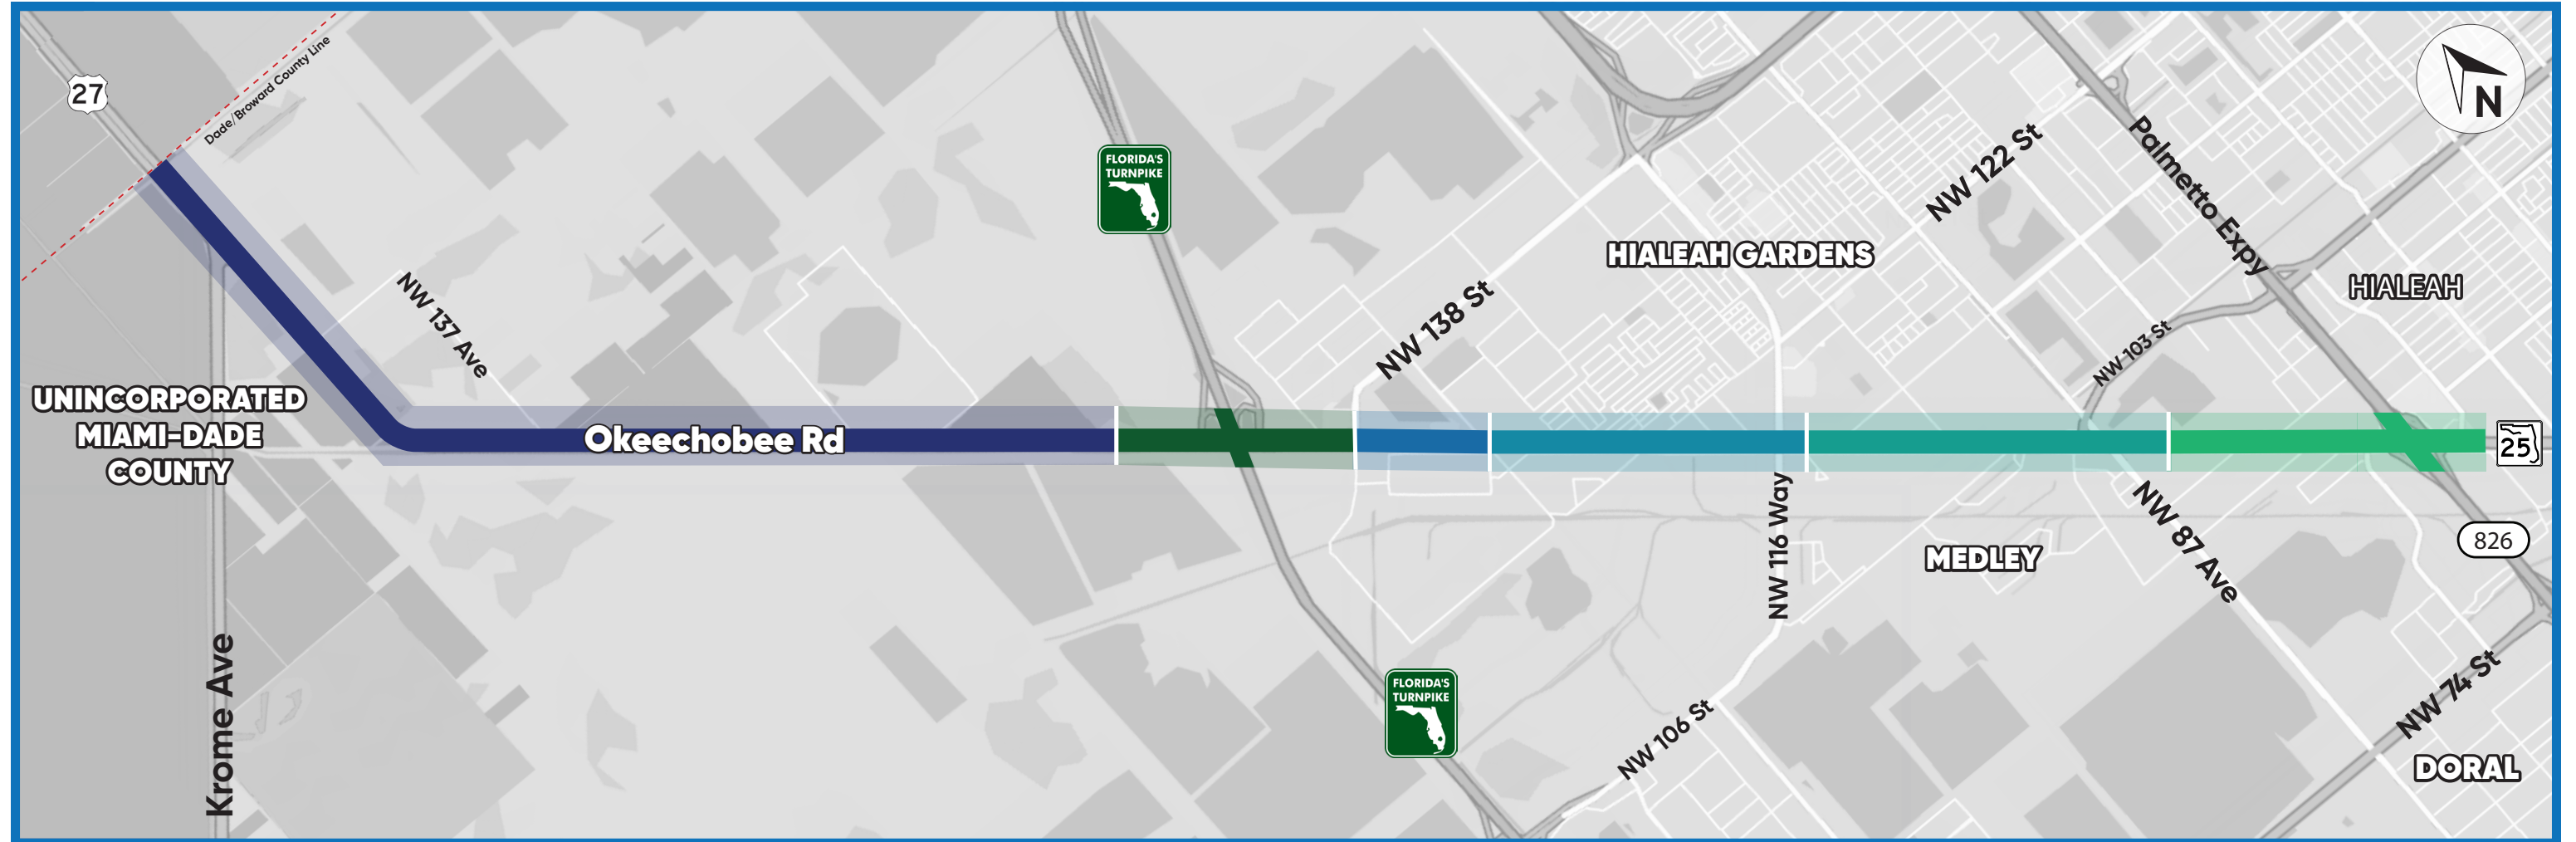 27
Dade/Broward County Line
FLORIDA'S
TURNPIKE
N
NW 122 St
Palmetto Expy
HIALEAH GARDENS
HIALEAH
NW 137 Ave
NW 138 St
NW 103 St
UNINCORPORATED
MIAMI-DADE
COUNTY
Okeechobee Rd
25
NW 116 Way
NW 87 Ave
MEDLEY
826
Krome Ave
FLORIDA'S
TURNPIKE
NW 106 St
NW 74 St
DORAL